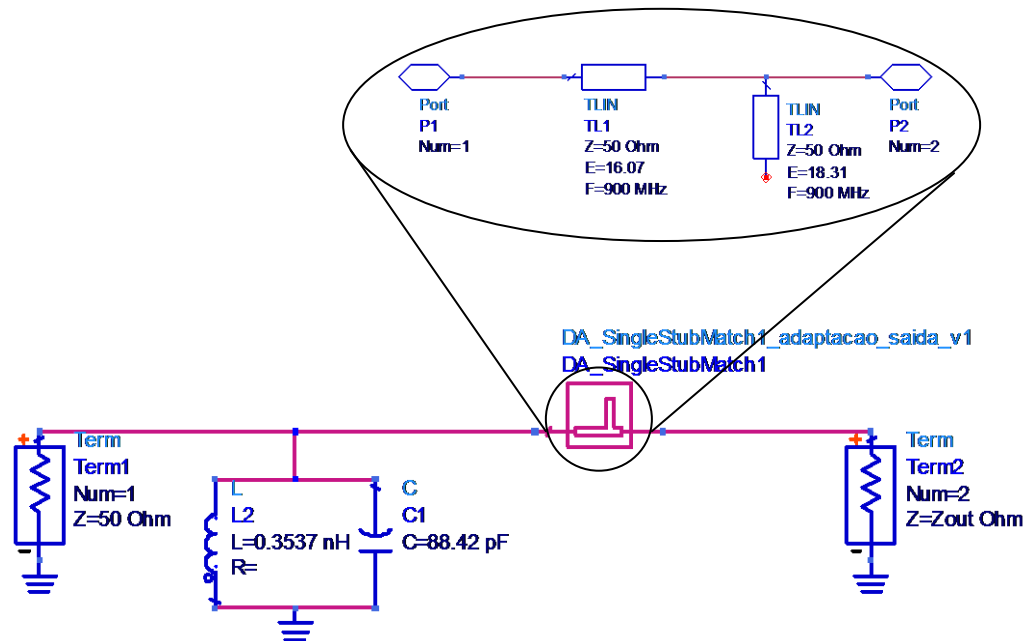 Port
P1
Num=1
TLIN
TL1
Z=50 Ohm
E=16.07
F=900 MHz
TLIN
TL2
Z=50 Ohm
E=18.31
F=900 MHz
Port
P2
Num=2
DA_SingleStubMatch1_adaptacao_saida_v1
DA_SingleStubMatch1
+
Term
Term1
Num=1
Z=50 Ohm
-
L
L2
L=0.3537 nH
R=
C
C1
C=88.42 pF
+
Term
Term2
Num=2
Z=Zout Ohm
-